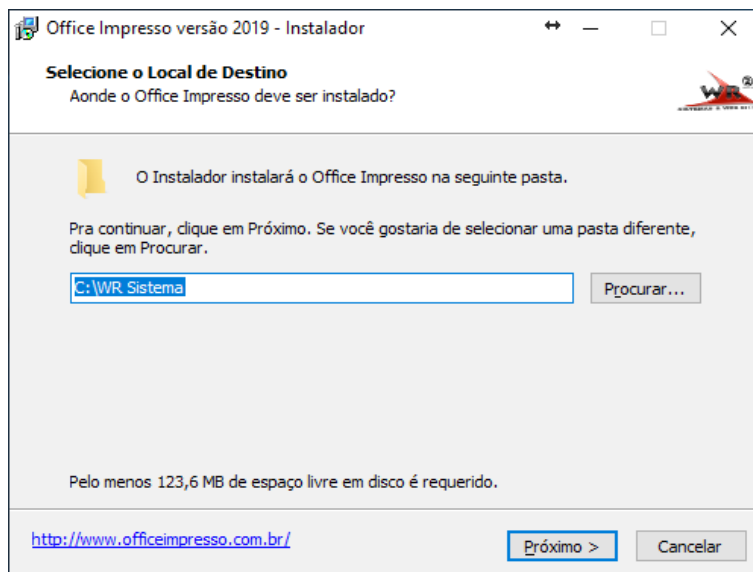 Office Impresso versão 2019 - Instalador
Selecione o Local de Destino
Aonde o Office Impresso deve ser instalado?
WR
O Instalador instalará o Office Impresso na seguinte pasta.
Pra continuar, clique em Próximo. Se você gostaria de selecionar uma pasta diferente,
clique em Procurar.
C:\WR Sistema
Procurar...
Pelo menos 123,6 MB de espaço livre em disco é requerido.
http://www.officeimpresso.com.br/
Próximo >
Cancelar